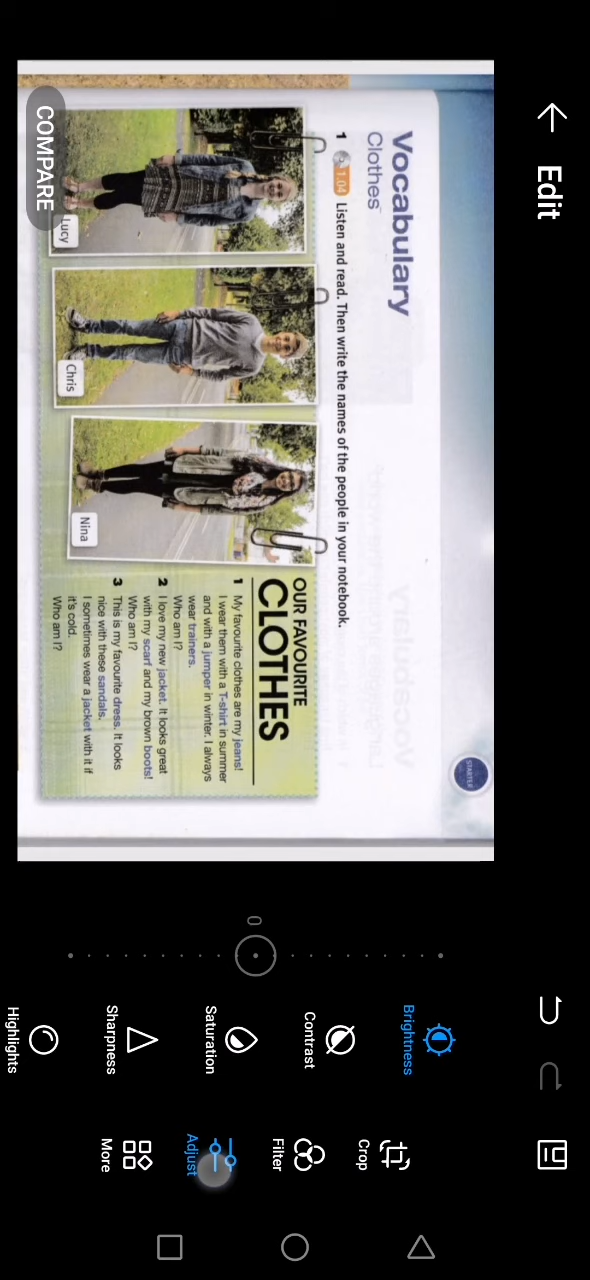 Edit
Vocabulary
Clothes
1 1.04 Listen and read. Then write the names of the people in your notebook.
Lucy
Chris
Nina
OUR FAVOURITE
CLOTHES
1 My favourite clothes are my jeans!
I wear them with a T-shirt in summer
and with a jumper in winter. I always
wear trainers.
Who am I?
2 I love my new jacket. It looks great
with my scarf and my brown boots!
Who am I?
3 This is my favourite dress. It looks
nice with these sandals.
I sometimes wear a jacket with it if
it's cold.
Who am I?
STARTER
COMPARE
0
Brightness
Contrast
Saturation
Sharpness
Highlights
Crop
Filter
Adjust
More